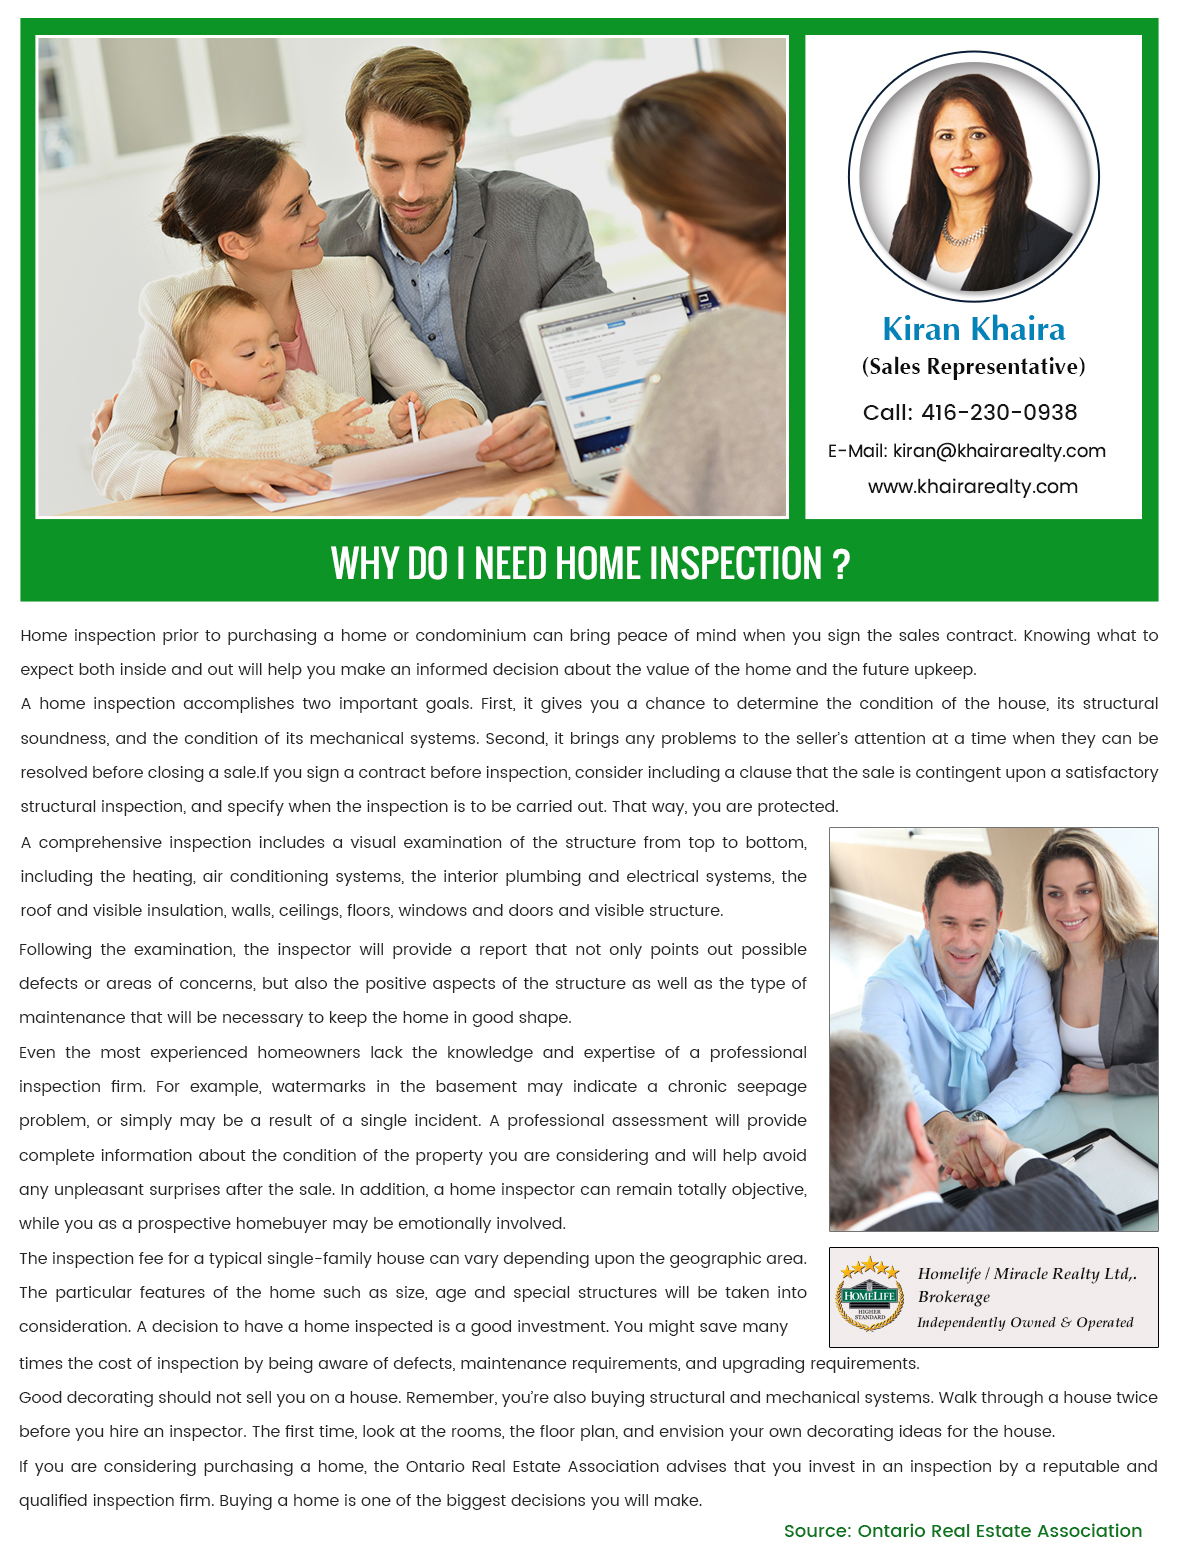 Kiran Khaira
(Sales Representative)
Call: 416-230-0938
E-Mail: kiran@khairarealty.com
www.khairarealty.com
WHY DO I NEED HOME INSPECTION ?
Home inspection prior to purchasing a home or condominium can bring peace of mind when you sign the sales contract. Knowing what to
expect both inside and out will help you make an informed decision about the value of the home and the future upkeep.
A home inspection accomplishes two important goals. First, it gives you a chance to determine the condition of the house, its structural
soundness, and the condition of its mechanical systems. Second, it brings any problems to the seller's attention at a time when they can be
resolved before closing a sale.If you sign a contract before inspection, consider including a clause that the sale is contingent upon a satisfactory
structural inspection, and specify when the inspection is to be carried out. That way, you are protected.
A comprehensive inspection includes a visual examination of the structure from top to bottom,
including the heating, air conditioning systems, the interior plumbing and electrical systems, the
roof and visible insulation, walls, ceilings, floors, windows and doors and visible structure.
Following the examination, the inspector will provide a report that not only points out possible
defects or areas of concerns, but also the positive aspects of the structure as well as the type of
maintenance that will be necessary to keep the home in good shape.
Even the most experienced homeowners lack the knowledge and expertise of a professional
inspection firm. For example, watermarks in the basement may indicate a chronic seepage
problem, or simply may be a result of a single incident. A professional assessment will provide
complete information about the condition of the property you are considering and will help avoid
any unpleasant surprises after the sale. In addition, a home inspector can remain totally objective,
while you as a prospective homebuyer may be emotionally involved.
The inspection fee for a typical single-family house can vary depending upon the geographic area.
The particular features of the home such as size, age and special structures will be taken into
consideration. A decision to have a home inspected is a good investment. You might save many
times the cost of inspection by being aware of defects, maintenance requirements, and upgrading requirements.
Good decorating should not sell you on a house. Remember, you're also buying structural and mechanical systems. Walk through a house twice
before you hire an inspector. The first time, look at the rooms, the floor plan, and envision your own decorating ideas for the house.
If you are considering purchasing a home, the Ontario Real Estate Association advises that you invest in an inspection by a reputable and
qualified inspection firm. Buying a home is one of the biggest decisions you will make.
HOMELIFE
HIGHER
STANDARD
Homelife / Miracle Realty Ltd,.
Brokerage
Independently Owned & Operated
Source: Ontario Real Estate Association